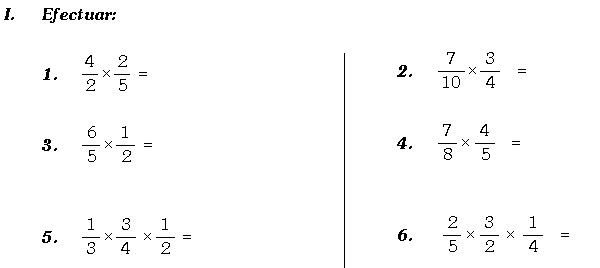 I. Efectuar:
1. 4/2 × 2/5 =
2. 7/10 × 3/4 =
3. 6/5 × 1/2 =
4. 7/8 × 4/5 =
5. 1/3 × 3/4 × 1/2 =
6. 2/5 × 3/2 × 1/4 =